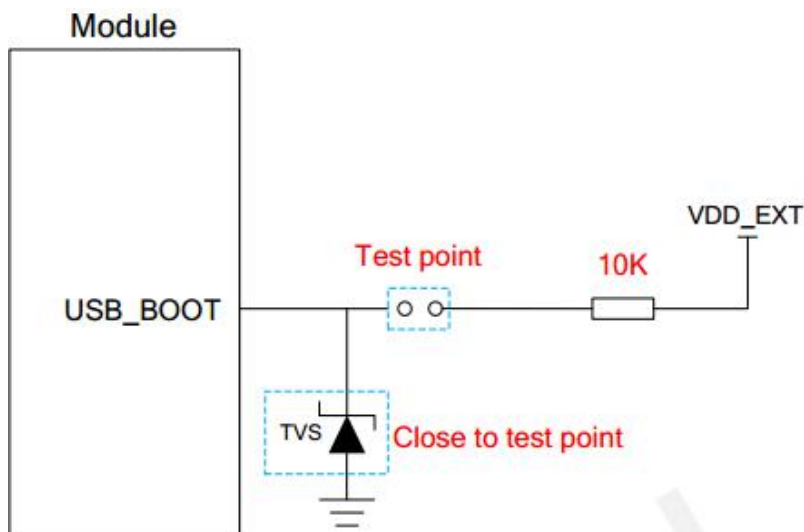 Module
VDD_EXT
Test point
10K
USB_BOOT
TVS
Close to test point